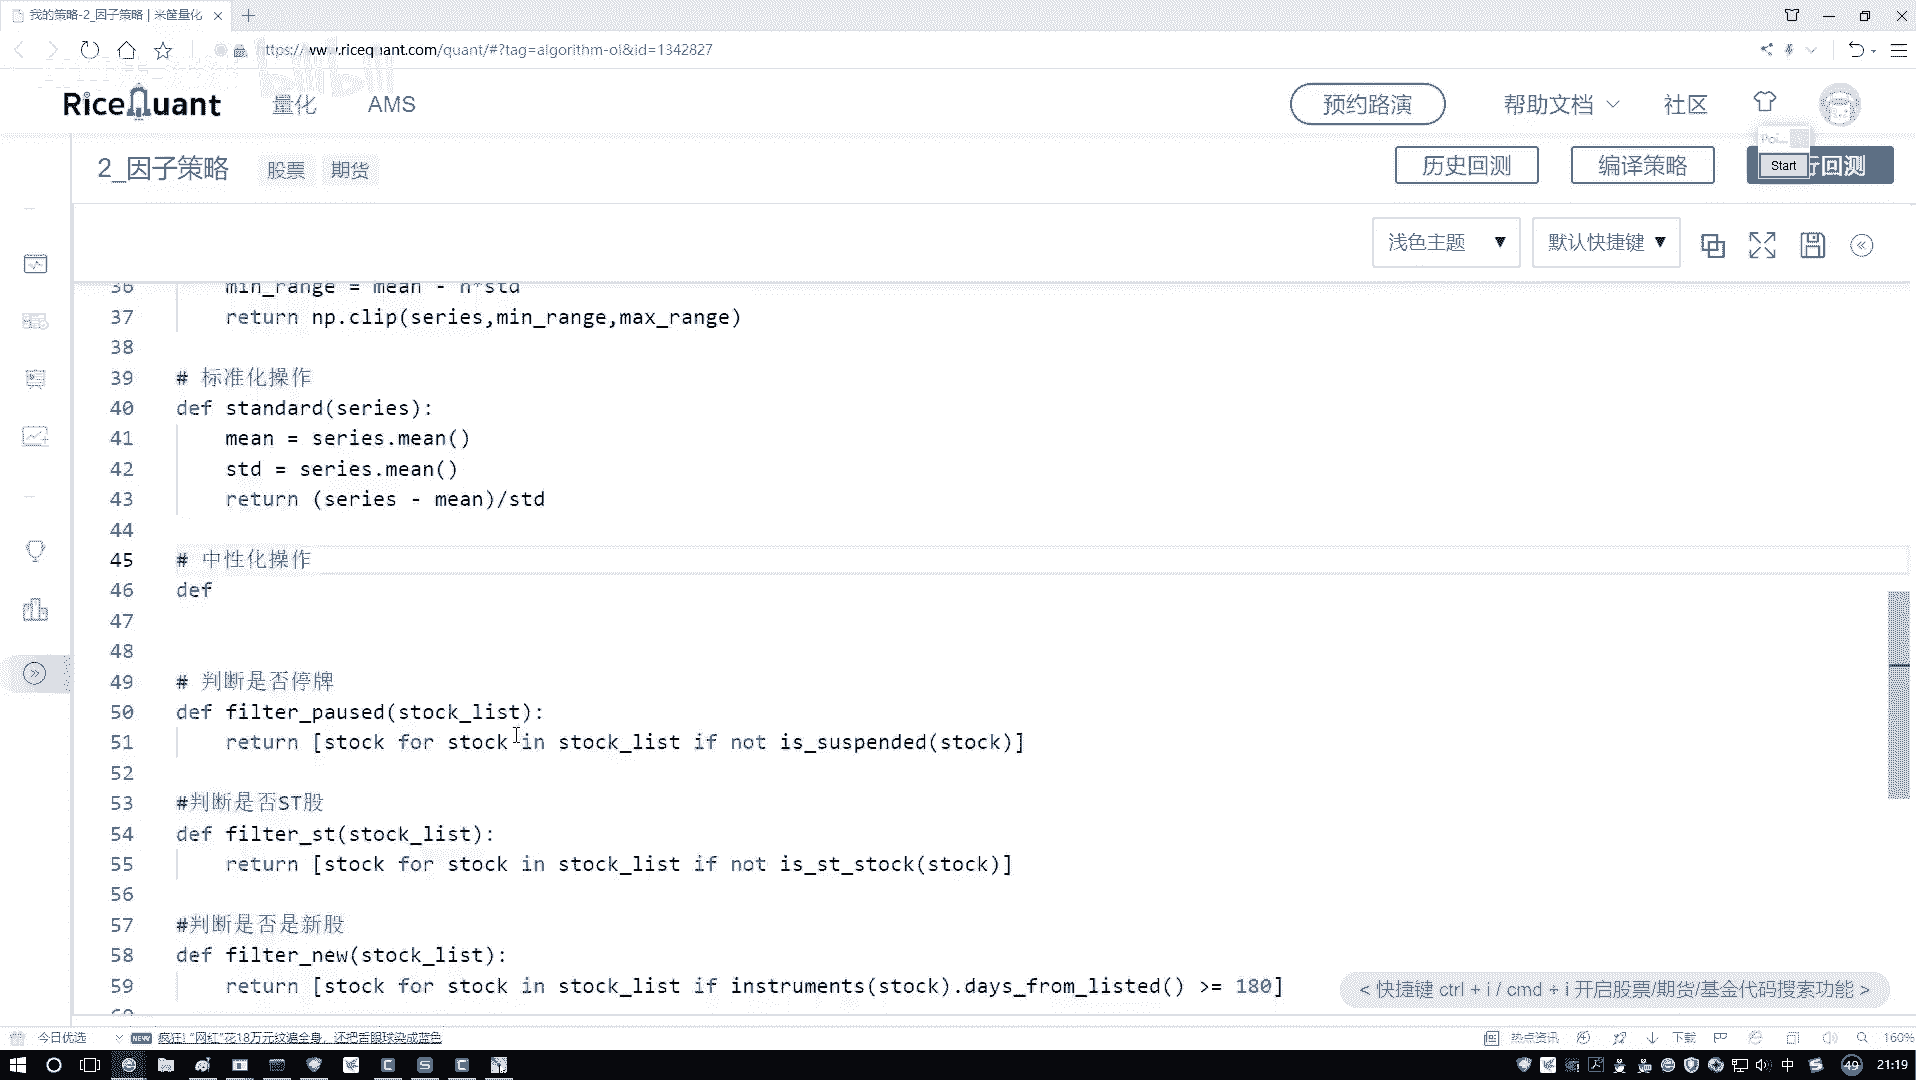 我的策略-2_因子策略 | 米筐量化
https://www.ricequant.com/quant/#?tag=algorithm-ol&id=1342827
RiceQuant 量化 AMS 预约路演 帮助文档 社区
2_因子策略 股票 期货 历史回测 编译策略 行回测
Poi...
Start
浅色主题 ▼ 默认快捷键 ▼
36 min_range = mean - n*std
37 return np.clip(series,min_range,max_range)
38
39 # 标准化操作
40 def standard(series):
41 mean = series.mean()
42 std = series.mean()
43 return (series - mean)/std
44
45 # 中性化操作
46 def
47
48
49 # 判断是否停牌
50 def filter_paused(stock_list):
51 return [stock for stock in stock_list if not is_suspended(stock)]
52
53 #判断是否ST股
54 def filter_st(stock_list):
55 return [stock for stock in stock_list if not is_st_stock(stock)]
56
57 #判断是否是新股
58 def filter_new(stock_list):
59 return [stock for stock in stock_list if instruments(stock).days_from_listed() >= 180]
< 快捷键 ctrl + i / cmd + i 开启股票/期货/基金代码搜索功能 >
今日优选 NEW 疯狂! "网红"花18万元纹遍全身，还把香眼球染成蓝色 热点资讯 下载 160%
中 49 21:19